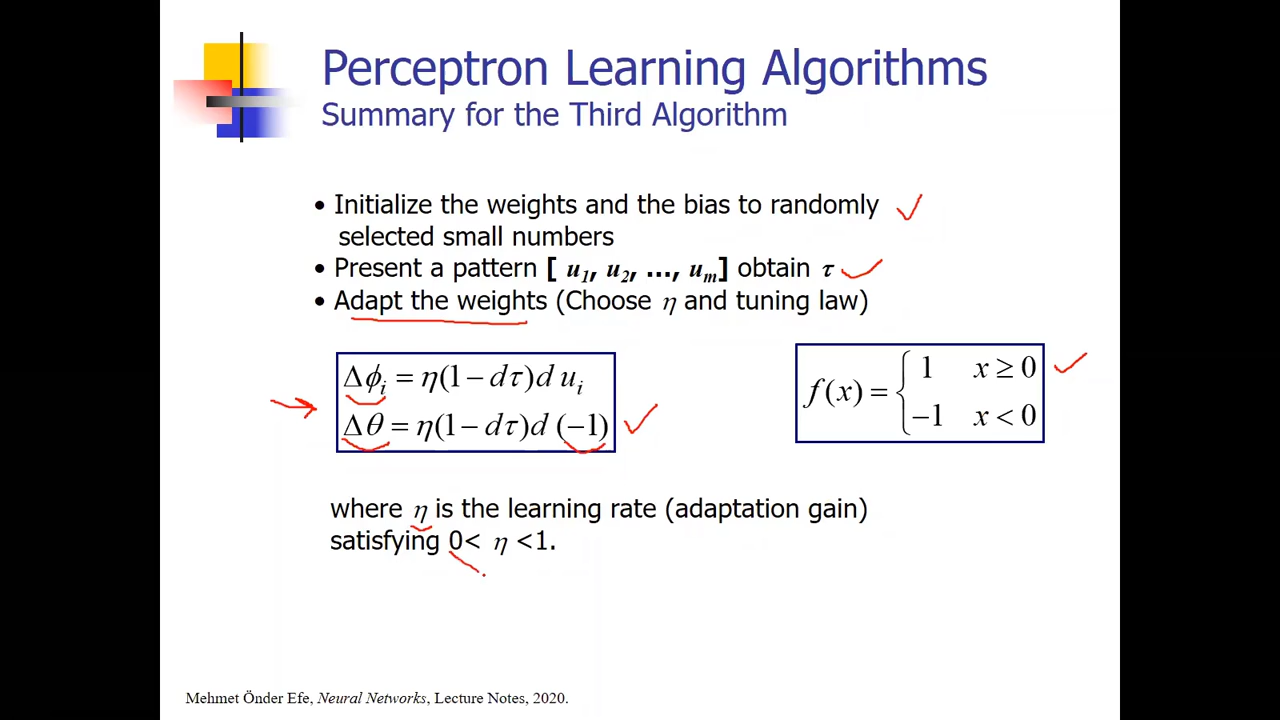 Perceptron Learning Algorithms
Summary for the Third Algorithm
• Initialize the weights and the bias to randomly
selected small numbers
• Present a pattern [ u₁, u₂, ..., uₘ] obtain τ
• Adapt the weights (Choose η and tuning law)
Δϕᵢ = η(1 − dτ)d uᵢ
Δθ = η(1 − dτ)d (−1)
f(x) = { 1 x ≥ 0
−1 x < 0
where η is the learning rate (adaptation gain)
satisfying 0< η <1.
Mehmet Önder Efe, Neural Networks, Lecture Notes, 2020.